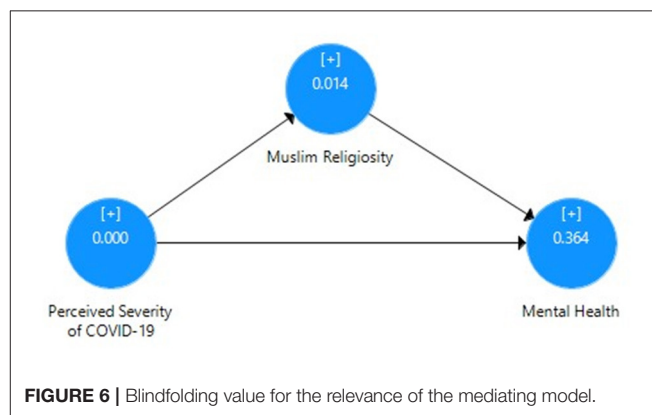 [+]
0.014
Muslim Religiosity
[+]
0.000
[+]
0.364
Perceived Severity
of COVID-19
Mental Health
FIGURE 6 | Blindfolding value for the relevance of the mediating model.